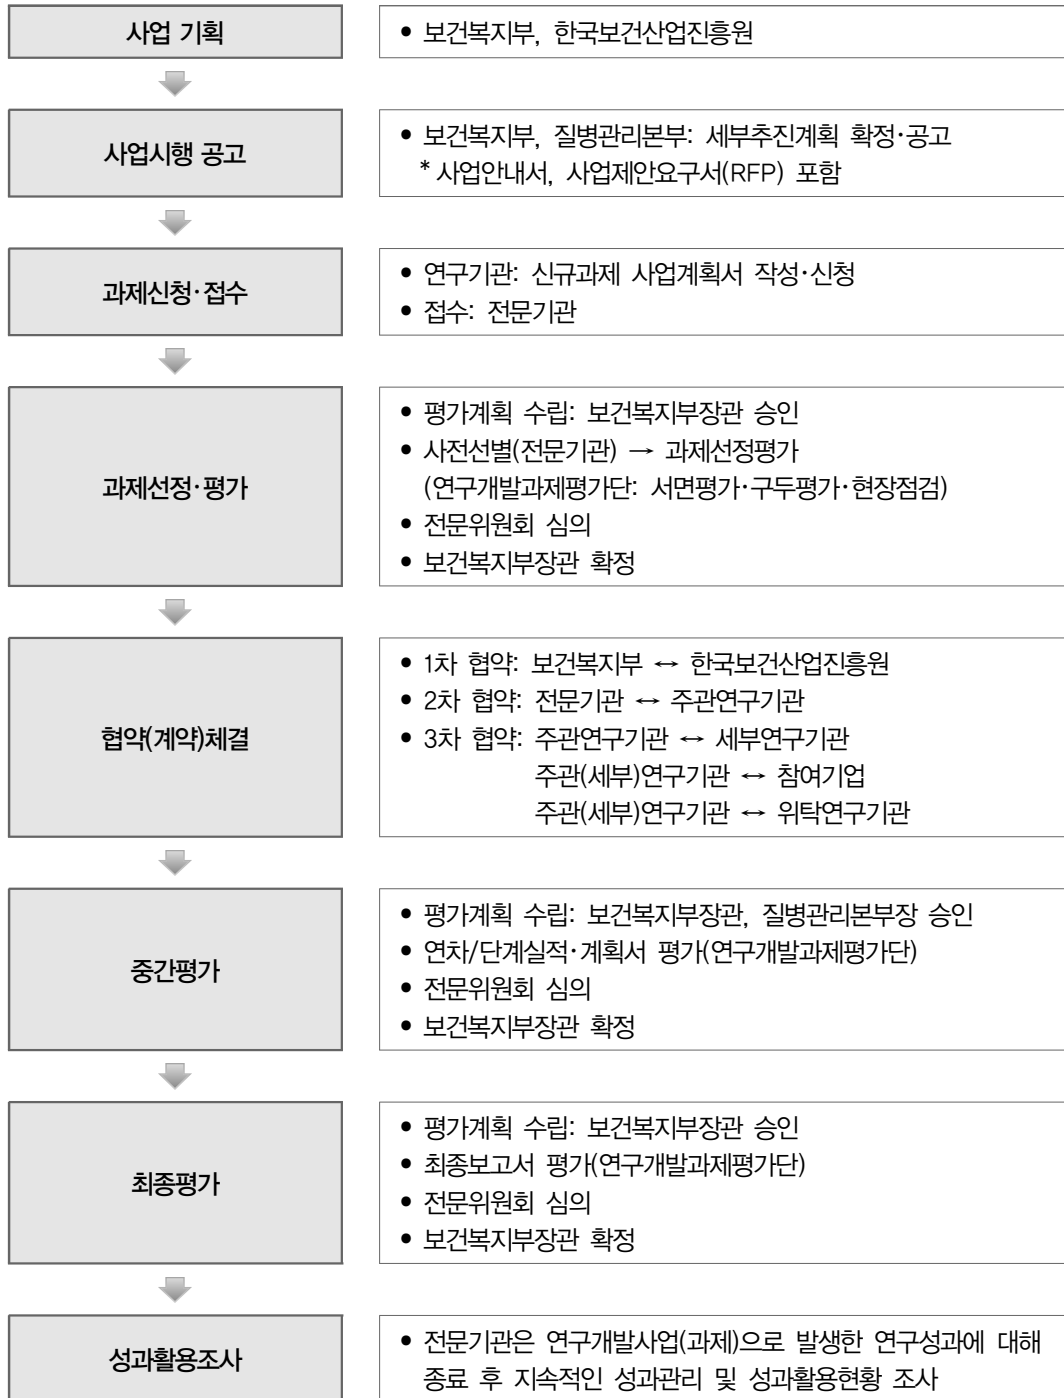 사업 기획
• 보건복지부, 한국보건산업진흥원
사업시행 공고
• 보건복지부, 질병관리본부: 세부추진계획 확정·공고
* 사업안내서, 사업제안요구서(RFP) 포함
과제신청·접수
• 연구기관: 신규과제 사업계획서 작성·신청
• 접수: 전문기관
과제선정·평가
• 평가계획 수립: 보건복지부장관 승인
• 사전선별(전문기관) → 과제선정평가
(연구개발과제평가단: 서면평가·구두평가·현장점검)
• 전문위원회 심의
• 보건복지부장관 확정
협약(계약)체결
• 1차 협약: 보건복지부 ↔ 한국보건산업진흥원
• 2차 협약: 전문기관 ↔ 주관연구기관
• 3차 협약: 주관연구기관 ↔ 세부연구기관
주관(세부)연구기관 ↔ 참여기업
주관(세부)연구기관 ↔ 위탁연구기관
중간평가
• 평가계획 수립: 보건복지부장관, 질병관리본부장 승인
• 연차/단계실적·계획서 평가(연구개발과제평가단)
• 전문위원회 심의
• 보건복지부장관 확정
최종평가
• 평가계획 수립: 보건복지부장관 승인
• 최종보고서 평가(연구개발과제평가단)
• 전문위원회 심의
• 보건복지부장관 확정
성과활용조사
• 전문기관은 연구개발사업(과제)으로 발생한 연구성과에 대해
종료 후 지속적인 성과관리 및 성과활용현황 조사